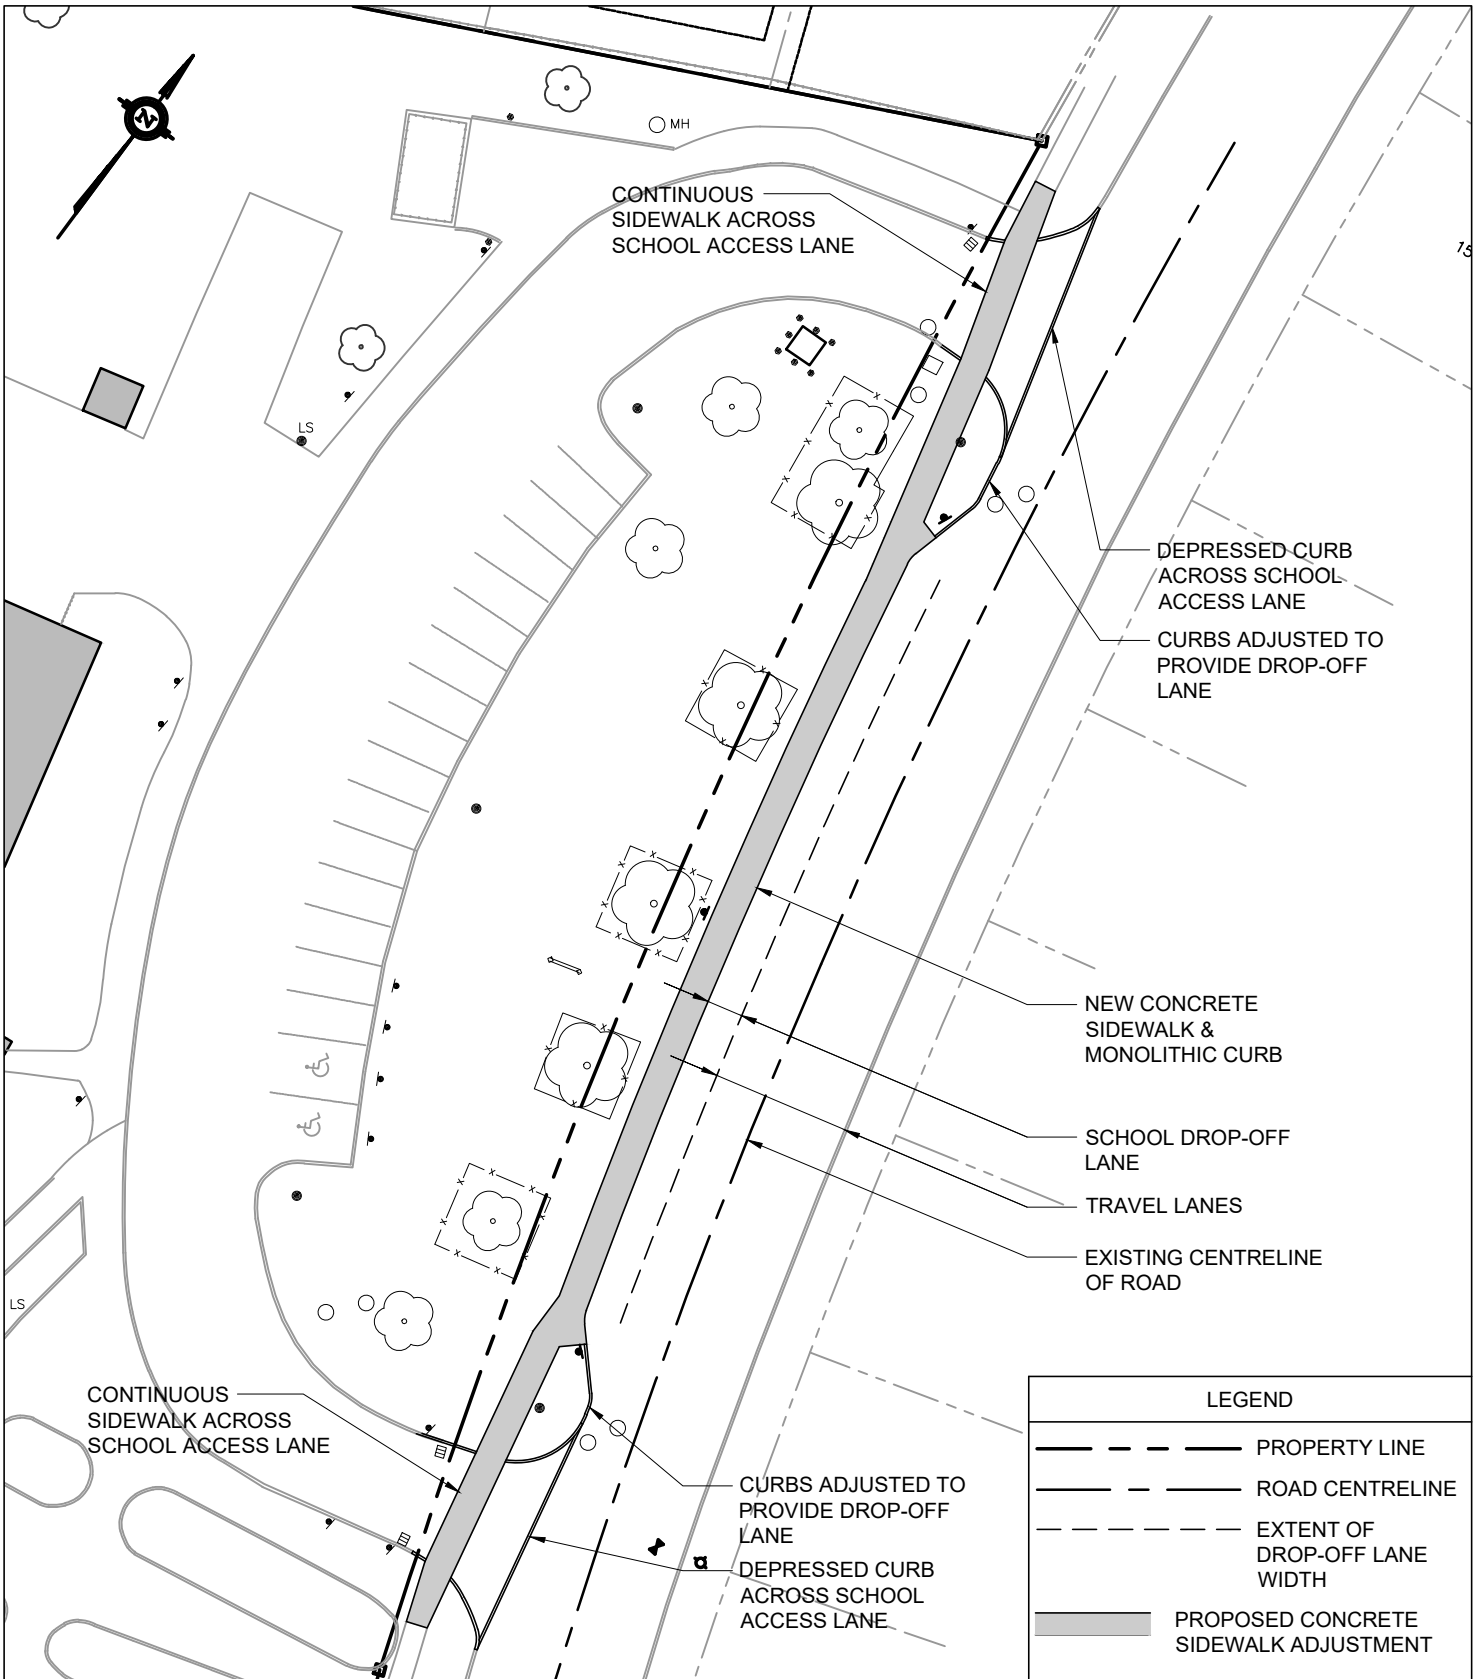 N
MH
CONTINUOUS
SIDEWALK ACROSS
SCHOOL ACCESS LANE
15
LS
DEPRESSED CURB
ACROSS SCHOOL
ACCESS LANE
CURBS ADJUSTED TO
PROVIDE DROP-OFF
LANE
NEW CONCRETE
SIDEWALK &
MONOLITHIC CURB
SCHOOL DROP-OFF
LANE
TRAVEL LANES
EXISTING CENTRELINE
OF ROAD
LS
CONTINUOUS
SIDEWALK ACROSS
SCHOOL ACCESS LANE
CURBS ADJUSTED TO
PROVIDE DROP-OFF
LANE
DEPRESSED CURB
ACROSS SCHOOL
ACCESS LANE
LEGEND
PROPERTY LINE
ROAD CENTRELINE
EXTENT OF
DROP-OFF LANE
WIDTH
PROPOSED CONCRETE
SIDEWALK ADJUSTMENT